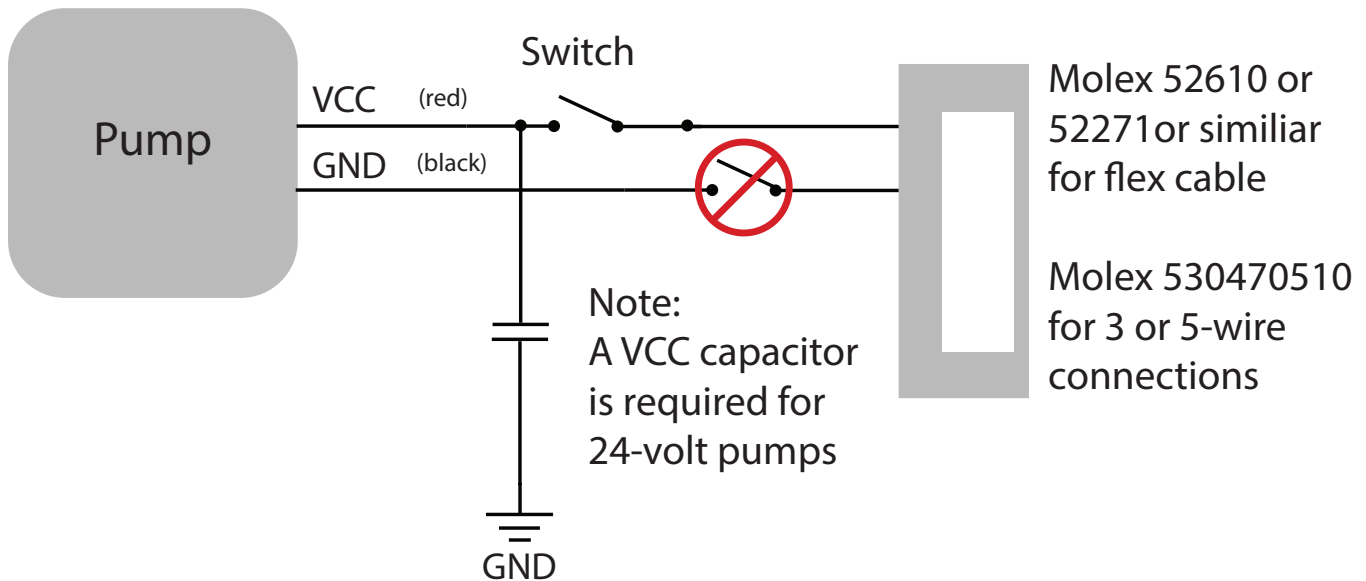 Switch
VCC (red)
Pump
GND (black)
Molex 52610 or
52271or similiar
for flex cable
Molex 530470510
for 3 or 5-wire
connections
Note:
A VCC capacitor
is required for
24-volt pumps
GND